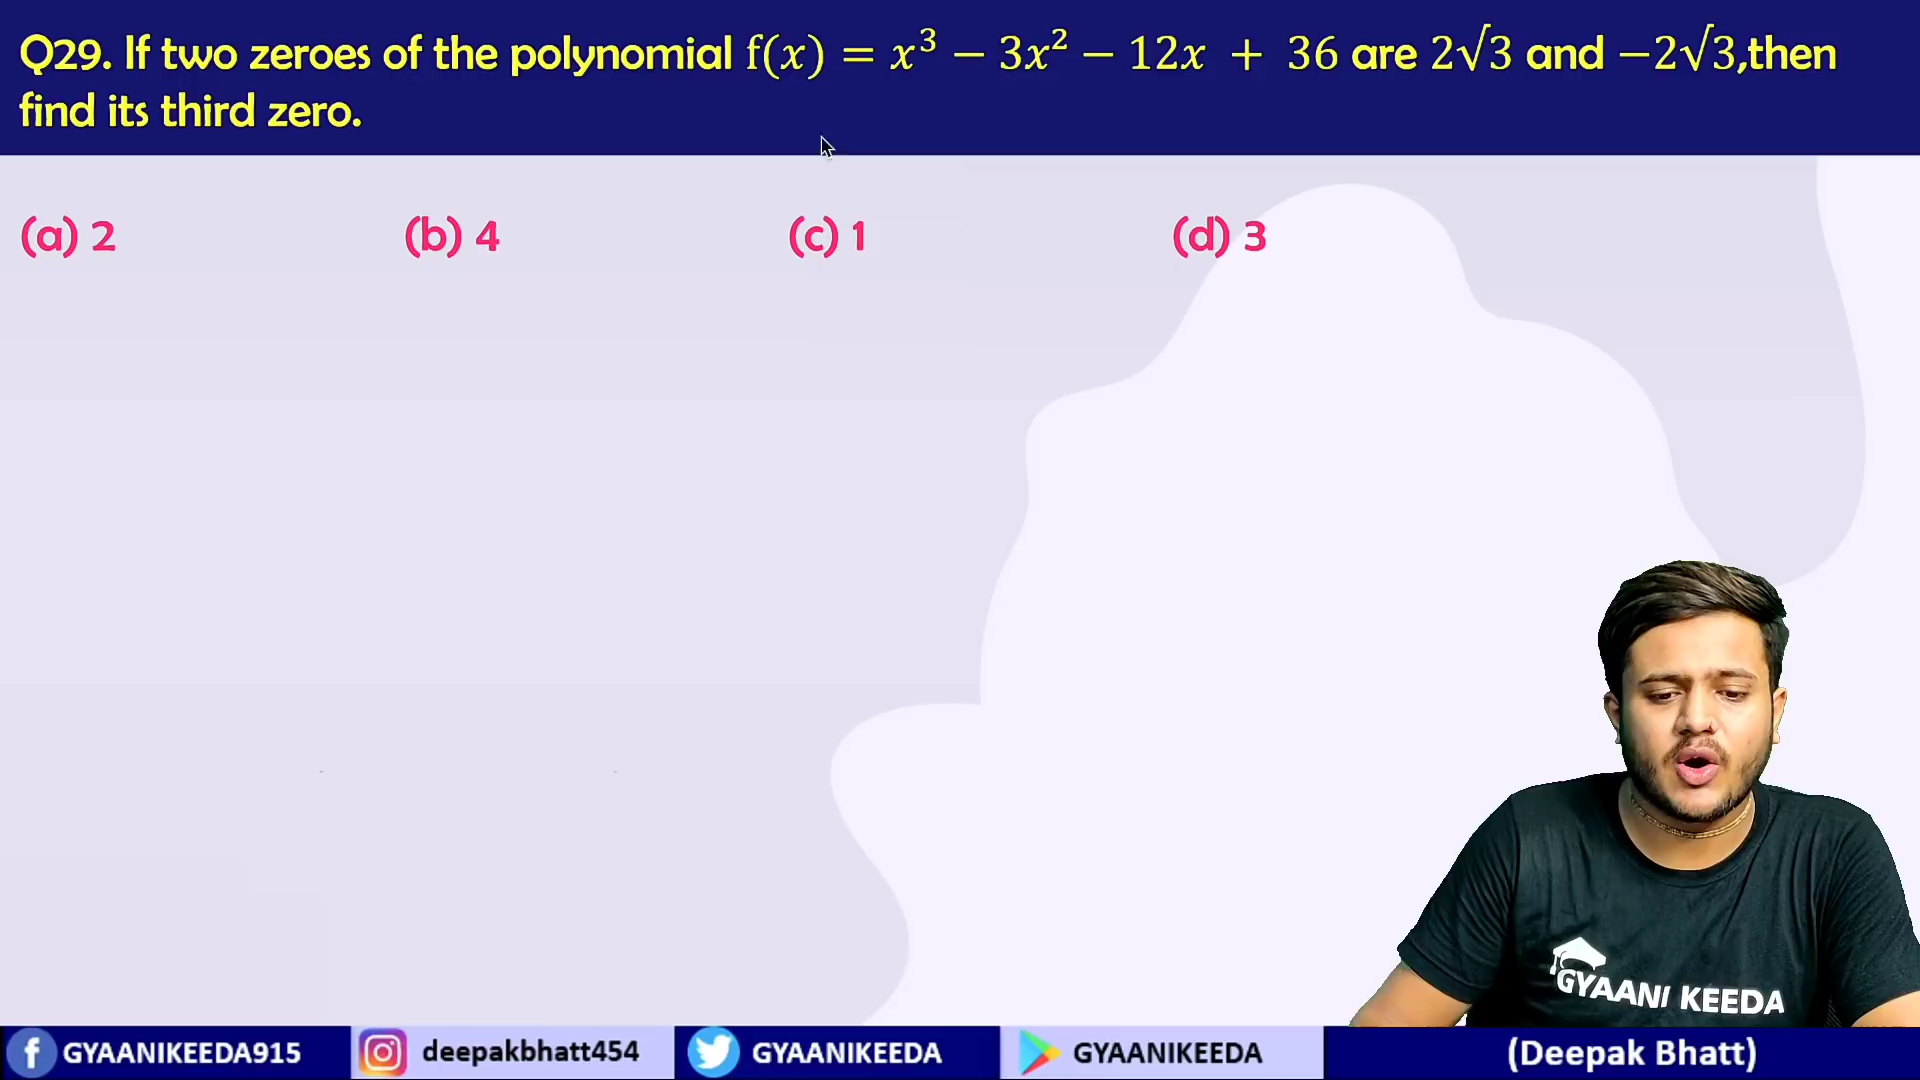 Q29. If two zeroes of the polynomial f(x) = x³ − 3x² − 12x + 36 are 2√3 and −2√3,then
find its third zero.
(a) 2 (b) 4 (c) 1 (d) 3
GYAANI KEEDA
GYAANIKEEDA915 deepakbhatt454 GYAANIKEEDA GYAANIKEEDA (Deepak Bhatt)